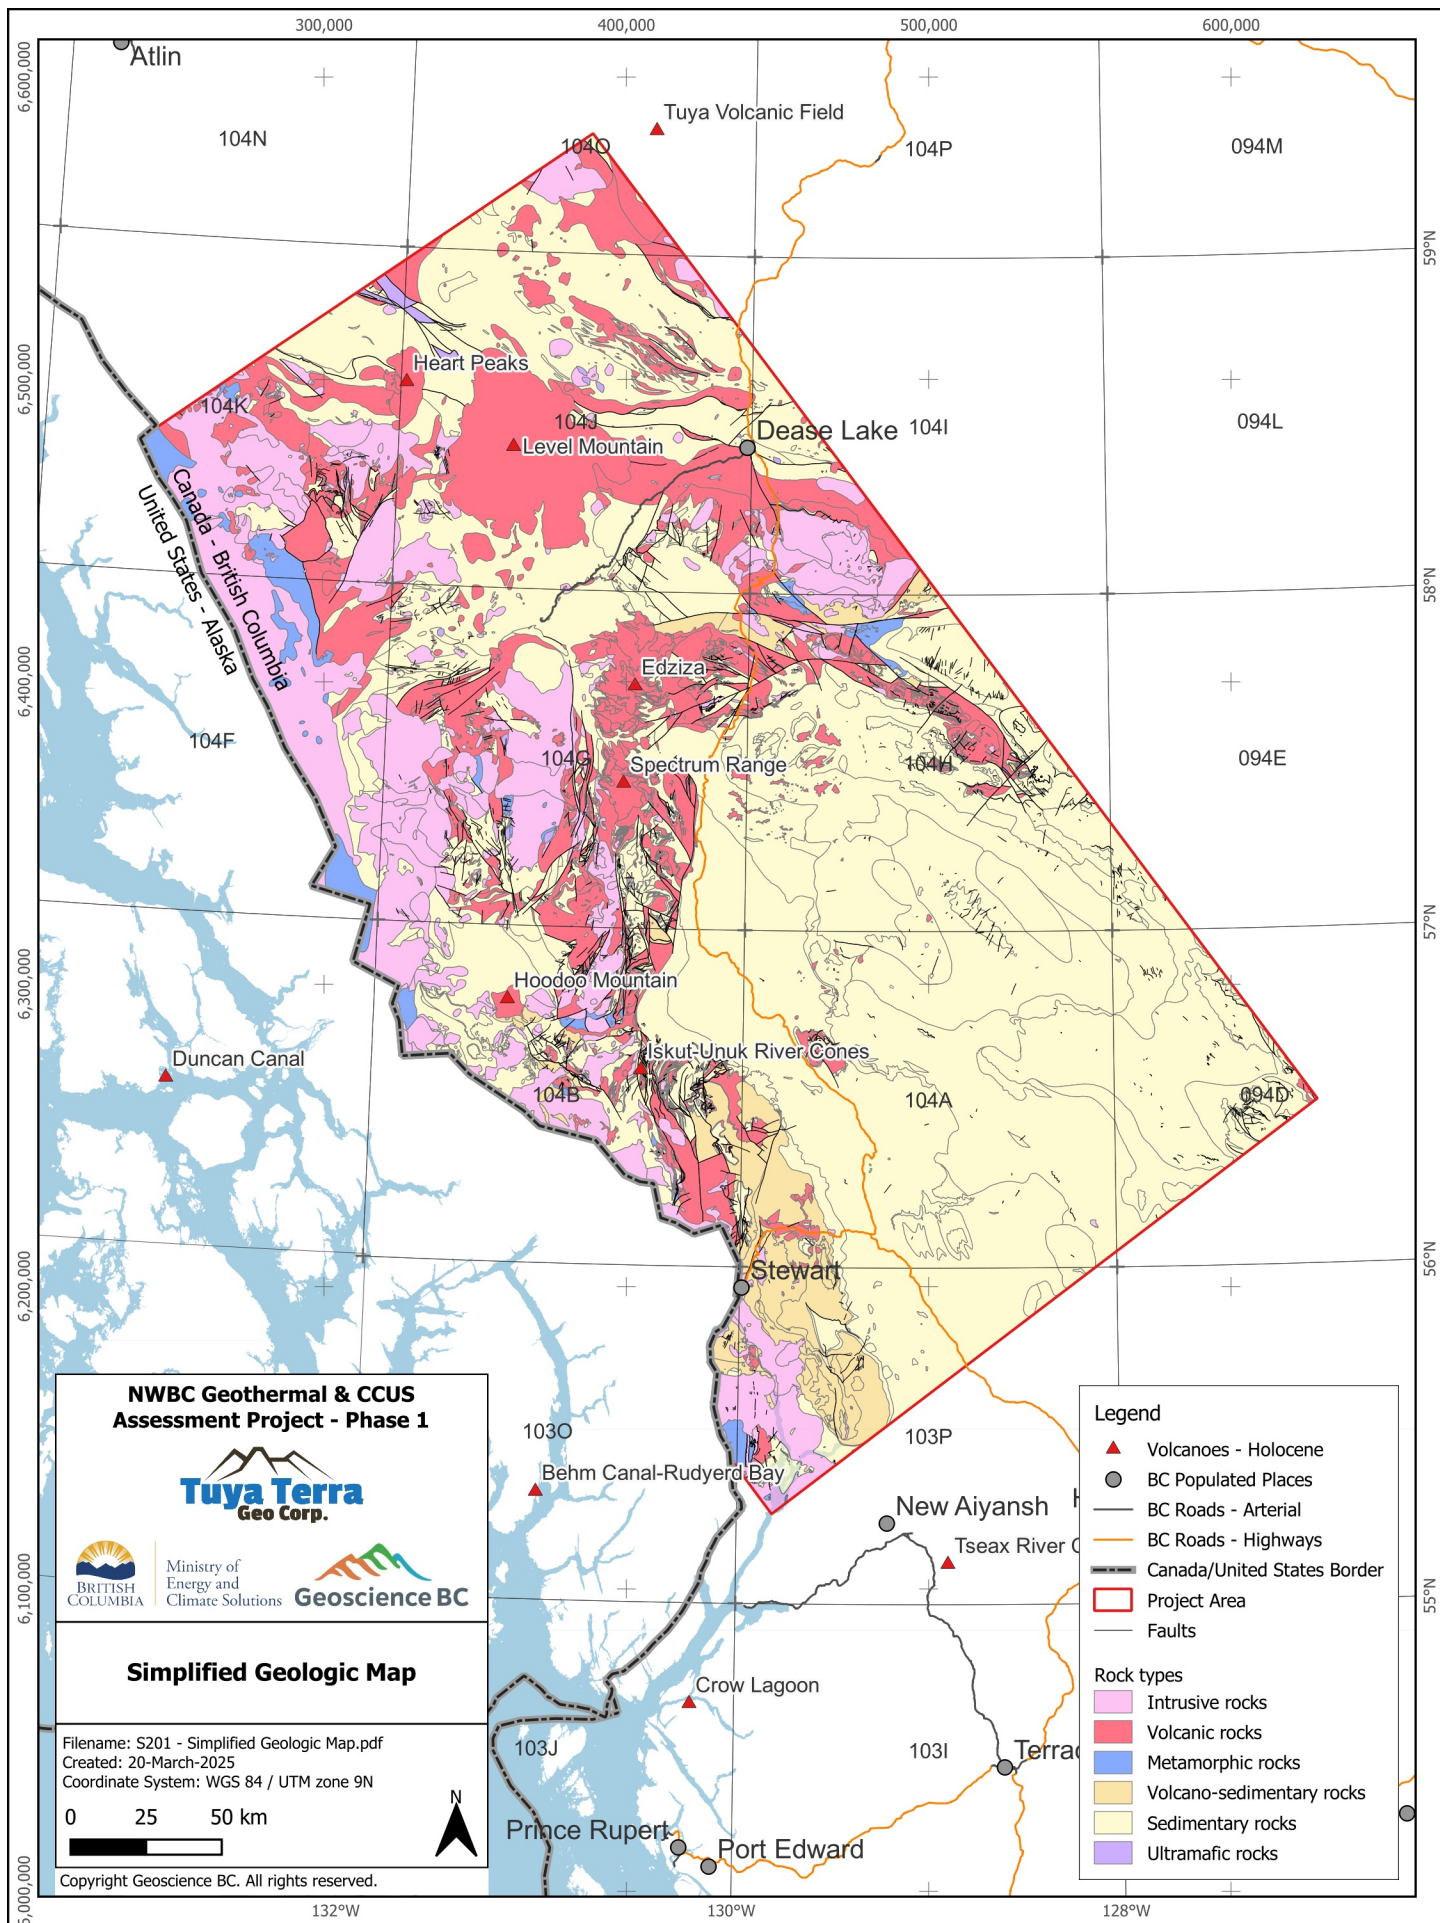 300,000
400,000
500,000
600,000
6,600,000
6,500,000
6,400,000
6,300,000
6,200,000
6,100,000
6,000,000
59°N
58°N
57°N
56°N
55°N
132°W
130°W
128°W
Atlin
Tuya Volcanic Field
104N
104O
104P
094M
Heart Peaks
104K
104J
Level Mountain
Dease Lake
104I
094L
Canada - British Columbia
United States - Alaska
Edziza
104F
104G
Spectrum Range
104H
094E
Hoodoo Mountain
Duncan Canal
Iskut-Unuk River Cones
104B
104A
094D
Stewart
103O
103P
Behm Canal-Rudyerd Bay
New Aiyansh
H
Tseax River C
Crow Lagoon
103J
103I
Terrac
Prince Rupert
Port Edward
NWBC Geothermal & CCUS
Assessment Project - Phase 1
Tuya Terra
Geo Corp.
BRITISH
COLUMBIA
Ministry of
Energy and
Climate Solutions
Geoscience BC
Simplified Geologic Map
Filename: S201 - Simplified Geologic Map.pdf
Created: 20-March-2025
Coordinate System: WGS 84 / UTM zone 9N
0 25 50 km
N
Copyright Geoscience BC. All rights reserved.
Legend
Volcanoes - Holocene
BC Populated Places
BC Roads - Arterial
BC Roads - Highways
Canada/United States Border
Project Area
Faults
Rock types
Intrusive rocks
Volcanic rocks
Metamorphic rocks
Volcano-sedimentary rocks
Sedimentary rocks
Ultramafic rocks